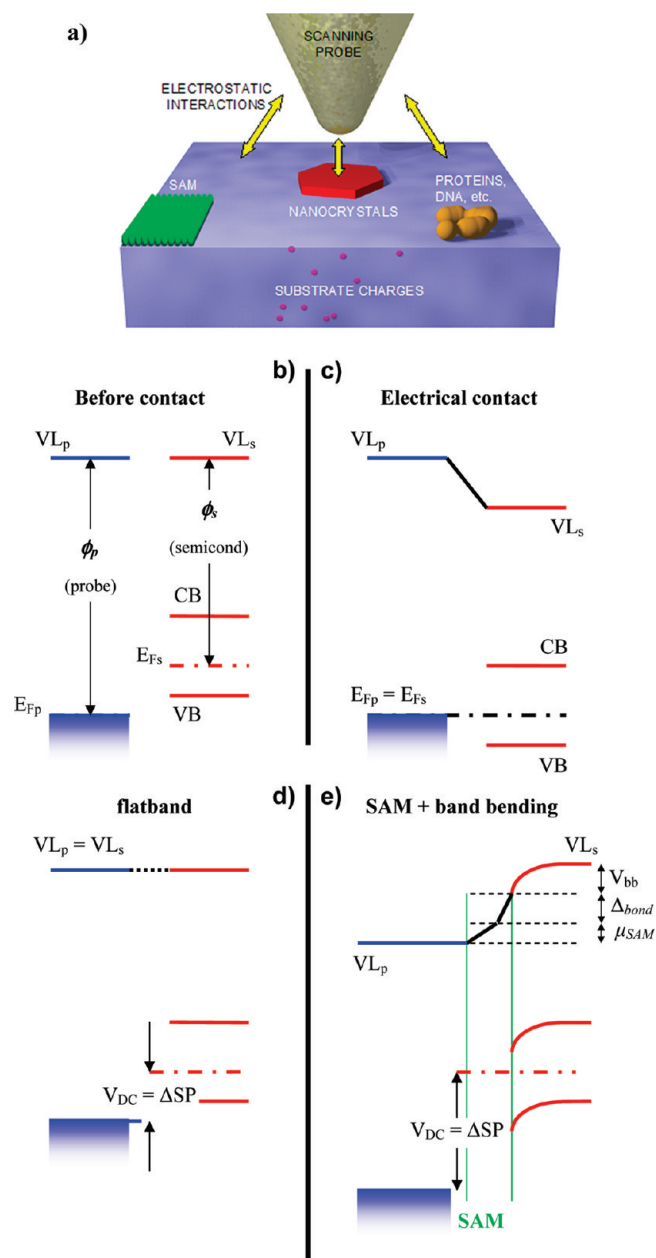 a)
SCANNING
PROBE
ELECTROSTATIC
INTERACTIONS
SAM
NANOCRYSTALS
PROTEINS,
DNA, etc.
SUBSTRATE CHARGES
b)
Before contact
VLp
VLs
ϕp
(probe)
ϕs
(semicond)
CB
EFs
EFp
VB
c)
Electrical contact
VLp
VLs
CB
EFp = EFs
VB
d)
flatband
VLp = VLs
VDC = ΔSP
e)
SAM + band bending
VLs
Vbb
Δbond
μSAM
VLp
VDC = ΔSP
SAM